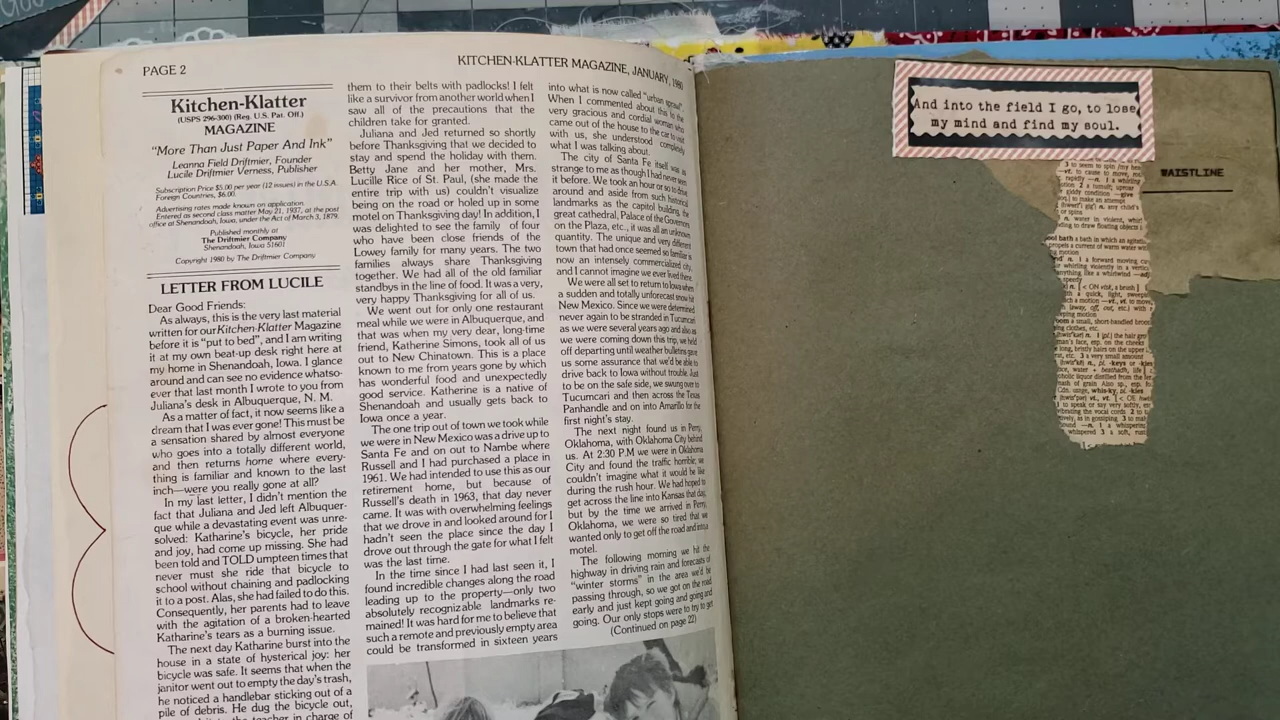 PAGE 2
KITCHEN-KLATTER MAGAZINE, JANUARY, 1980
Kitchen-Klatter
(USPS 296-300) (Reg. U.S. Pat. Off.)
MAGAZINE
"More Than Just Paper And Ink"
Leanna Field Driftmier, Founder
Lucile Driftmier Verness, Publisher
Subscription Price $5.00 per year (12 issues) in the U.S.A.
Foreign Countries, $6.00.
Advertising rates made known on application.
Entered as second class matter May 21, 1937, at the post
office at Shenandoah, Iowa, under the Act of March 3, 1879.
Published monthly at
The Driftmier Company
Shenandoah, Iowa 51601
Copyright 1980 by The Driftmier Company
LETTER FROM LUCILE
Dear Good Friends:
As always, this is the very last material
written for our Kitchen-Klatter Magazine
before it is "put to bed", and I am writing
it at my own beat-up desk right here at
my home in Shenandoah, Iowa. I glance
around and can see no evidence whatso-
ever that last month I wrote to you from
Juliana's desk in Albuquerque, N. M.
As a matter of fact, it now seems like a
dream that I was ever gone! This must be
a sensation shared by almost everyone
who goes into a totally different world,
and then returns home where every-
thing is familiar and known to the last
inch—were you really gone at all?
In my last letter, I didn't mention the
fact that Juliana and Jed left Albuquer-
que while a devastating event was unre-
solved: Katharine's bicycle, her pride
and joy, had come up missing. She had
been told and TOLD umpteen times that
never must she ride that bicycle to
school without chaining and padlocking
it to a post. Alas, she had failed to do this.
Consequently, her parents had to leave
with the agitation of a broken-hearted
Katharine's tears as a burning issue.
The next day Katharine burst into the
house in a state of hysterical joy: her
bicycle was safe. It seems that when the
janitor went out to empty the day's trash,
he noticed a handlebar sticking out of a
pile of debris. He dug the bicycle out,
to the teacher in charge of
them to their belts with padlocks! I felt
like a survivor from another world when I
saw all of the precautions that the
children take for granted.
Juliana and Jed returned so shortly
before Thanksgiving that we decided to
stay and spend the holiday with them.
Betty Jane and her mother, Mrs.
Lucille Rice of St. Paul, (she made the
entire trip with us) couldn't visualize
being on the road or holed up in some
motel on Thanksgiving day! In addition, I
was delighted to see the family of four
who have been close friends of the
Lowey family for many years. The two
families always share Thanksgiving
together. We had all of the old familiar
standbys in the line of food. It was a very,
very happy Thanksgiving for all of us.
We went out for only one restaurant
meal while we were in Albuquerque, and
that was when my very dear, long-time
friend, Katherine Simons, took all of us
out to New Chinatown. This is a place
known to me from years gone by which
has wonderful food and unexpectedly
good service. Katherine is a native of
Shenandoah and usually gets back to
Iowa once a year.
The one trip out of town we took while
we were in New Mexico was a drive up to
Santa Fe and on out to Nambe where
Russell and I had purchased a place in
1961. We had intended to use this as our
retirement home, but because of
Russell's death in 1963, that day never
came. It was with overwhelming feelings
that we drove in and looked around for I
hadn't seen the place since the day I
drove out through the gate for what I felt
was the last time.
In the time since I had last seen it, I
found incredible changes along the road
leading up to the property—only two
absolutely recognizable landmarks re-
mained! It was hard for me to believe that
such a remote and previously empty area
could be transformed in sixteen years
into what is now called "urban sprawl".
When I commented about this to the
very gracious and cordial woman who
came out of the house to the car to visit
with us, she understood completely
what I was talking about.
The city of Santa Fe itself was as
strange to me as though I had never seen
it before. We took an hour or so to drive
around and aside from such historical
landmarks as the capitol building, the
great cathedral, Palace of the Governors
on the Plaza, etc., it was all an unknown
quantity. The unique and very different
town that had once seemed so familiar is
now an intensely commercialized city,
and I cannot imagine we ever lived there.
We were all set to return to Iowa when
a sudden and totally unforecast snow hit
New Mexico. Since we were determined
never again to be stranded in Tucumcari
as we were several years ago and also as
we were coming down this trip, we held
off departing until weather bulletins gave
us some assurance that we'd be able to
drive back to Iowa without trouble. Just
to be on the safe side, we swung over to
Tucumcari and then across the Texas
Panhandle and on into Amarillo for the
first night's stay.
The next night found us in Perry,
Oklahoma, with Oklahoma City behind
us. At 2:30 P.M we were in Oklahoma
City and found the traffic horrible; we
couldn't imagine what it would be like
during the rush hour. We had hoped to
get across the line into Kansas that day,
but by the time we arrived in Perry,
Oklahoma, we were so tired that we
wanted only to get off the road and into a
motel.
The following morning we hit the
highway in driving rain and forecasts of
"winter storms" in the area we'd be
passing through, so we got on the road
early and just kept going and going and
going. Our only stops were to try to get
(Continued on page 22)
And into the field I go, to lose
my mind and find my soul.
WAISTLINE